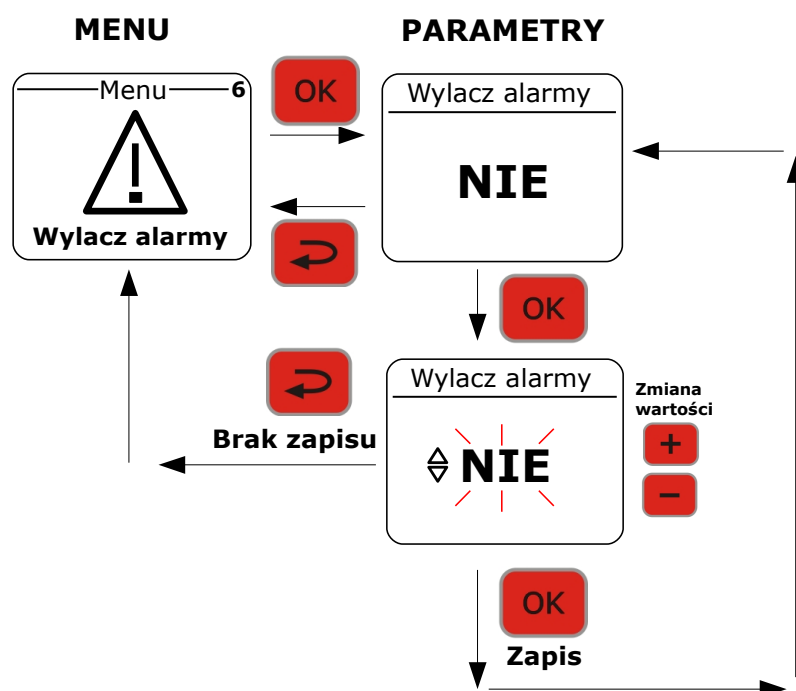 MENU
PARAMETRY
Menu 6
Wylacz alarmy
OK
Wylacz alarmy
NIE
OK
Wylacz alarmy
NIE
Zmiana
wartości
+
−
Brak zapisu
OK
Zapis